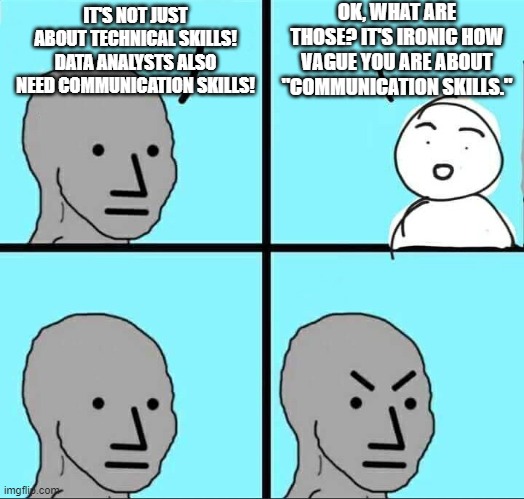 IT'S NOT JUST
ABOUT TECHNICAL SKILLS!
DATA ANALYSTS ALSO
NEED COMMUNICATION SKILLS!
OK, WHAT ARE
THOSE? IT'S IRONIC HOW
VAGUE YOU ARE ABOUT
"COMMUNICATION SKILLS."
imgflip.com